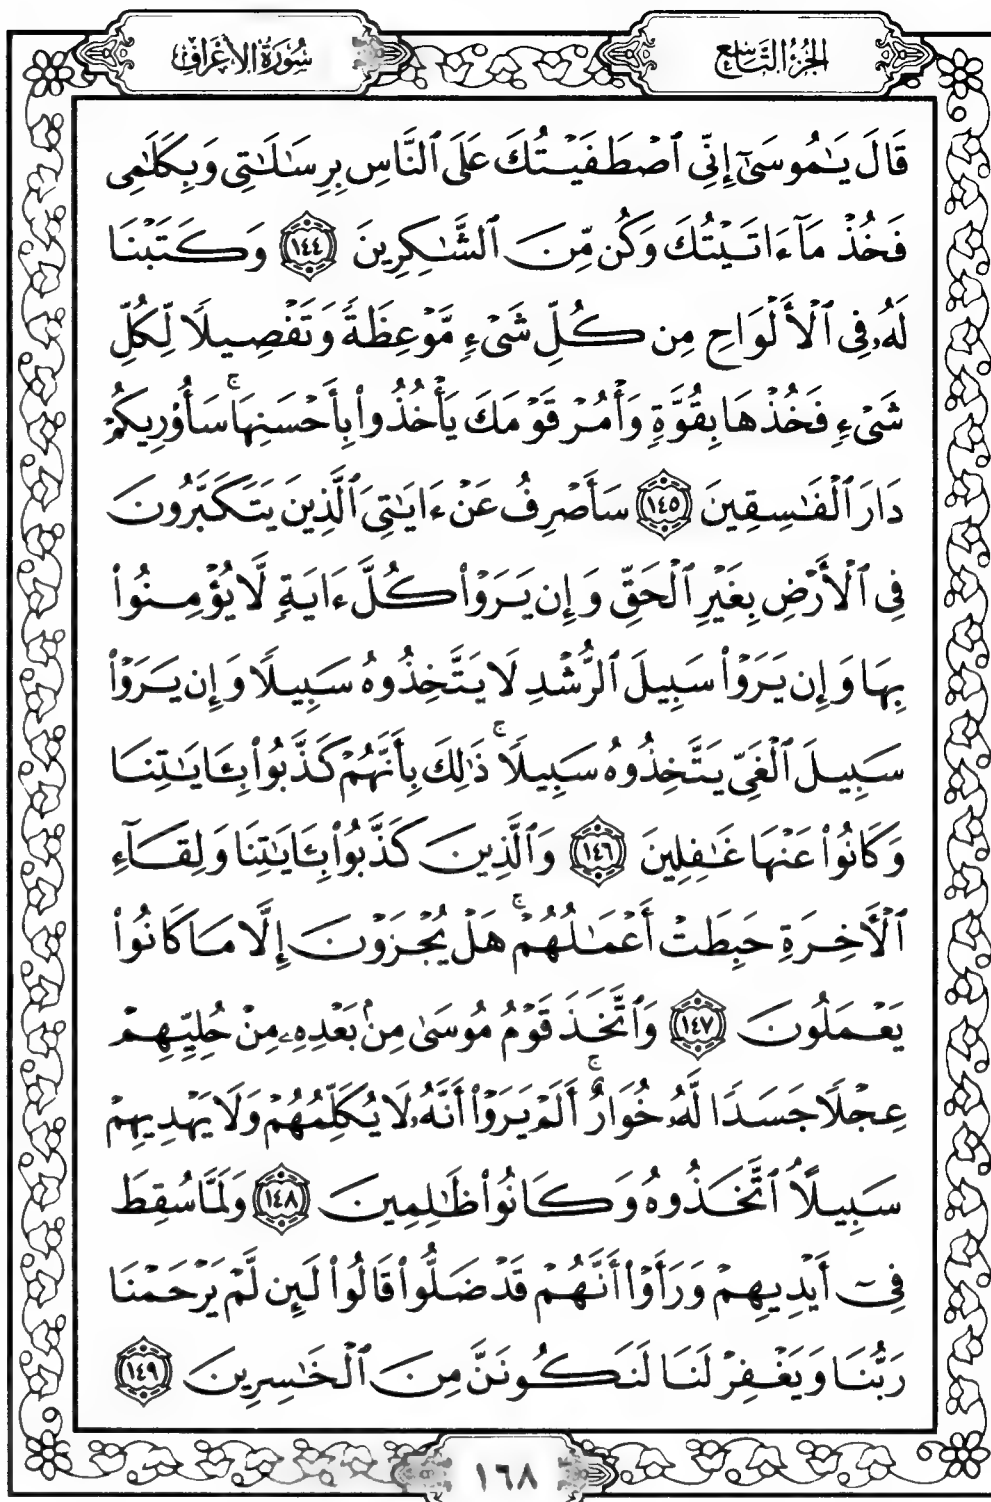 الجزء التاسع
سورة الأعراف
قَالَ يَـٰمُوسَىٰٓ إِنِّى ٱصْطَفَيْتُكَ عَلَى ٱلنَّاسِ بِرِسَـٰلَـٰتِى وَبِكَلَـٰمِى
فَخُذْ مَآ ءَاتَيْتُكَ وَكُن مِّنَ ٱلشَّـٰكِرِينَ ١٤٤ وَكَتَبْنَا
لَهُۥ فِى ٱلْأَلْوَاحِ مِن كُلِّ شَىْءٍ مَّوْعِظَةً وَتَفْصِيلًا لِّكُلِّ
شَىْءٍ فَخُذْهَا بِقُوَّةٍ وَأْمُرْ قَوْمَكَ يَأْخُذُوا۟ بِأَحْسَنِهَا ۚ سَأُو۟رِيكُمْ
دَارَ ٱلْفَـٰسِقِينَ ١٤٥ سَأَصْرِفُ عَنْ ءَايَـٰتِىَ ٱلَّذِينَ يَتَكَبَّرُونَ
فِى ٱلْأَرْضِ بِغَيْرِ ٱلْحَقِّ وَإِن يَرَوْا۟ كُلَّ ءَايَةٍ لَّا يُؤْمِنُوا۟
بِهَا وَإِن يَرَوْا۟ سَبِيلَ ٱلرُّشْدِ لَا يَتَّخِذُوهُ سَبِيلًا وَإِن يَرَوْا۟
سَبِيلَ ٱلْغَىِّ يَتَّخِذُوهُ سَبِيلًا ۚ ذَٰلِكَ بِأَنَّهُمْ كَذَّبُوا۟ بِـَٔايَـٰتِنَا
وَكَانُوا۟ عَنْهَا غَـٰفِلِينَ ١٤٦ وَٱلَّذِينَ كَذَّبُوا۟ بِـَٔايَـٰتِنَا وَلِقَآءِ
ٱلْـَٔاخِرَةِ حَبِطَتْ أَعْمَـٰلُهُمْ ۚ هَلْ يُجْزَوْنَ إِلَّا مَا كَانُوا۟
يَعْمَلُونَ ١٤٧ وَٱتَّخَذَ قَوْمُ مُوسَىٰ مِنۢ بَعْدِهِۦ مِنْ حُلِيِّهِمْ
عِجْلًا جَسَدًا لَّهُۥ خُوَارٌ ۚ أَلَمْ يَرَوْا۟ أَنَّهُۥ لَا يُكَلِّمُهُمْ وَلَا يَهْدِيهِمْ
سَبِيلًا ٱتَّخَذُوهُ وَكَانُوا۟ ظَـٰلِمِينَ ١٤٨ وَلَمَّا سُقِطَ
فِىٓ أَيْدِيهِمْ وَرَأَوْا۟ أَنَّهُمْ قَدْ ضَلُّوا۟ قَالُوا۟ لَئِن لَّمْ يَرْحَمْنَا
رَبُّنَا وَيَغْفِرْ لَنَا لَنَكُونَنَّ مِنَ ٱلْخَـٰسِرِينَ ١٤٩
١٦٨